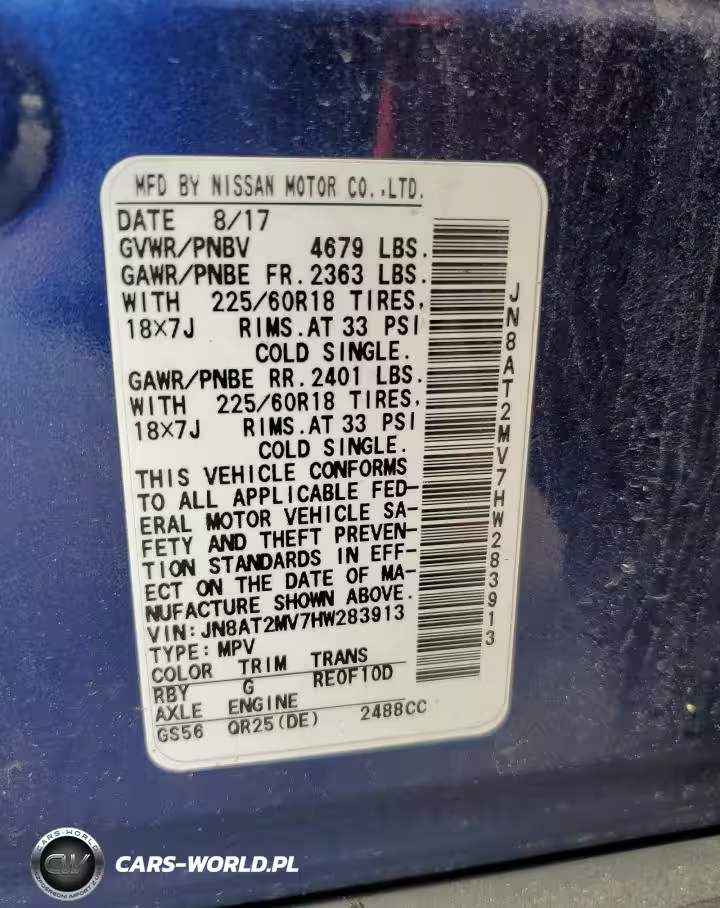 MFD BY NISSAN MOTOR CO.,LTD.
DATE 8/17
GVWR/PNBV 4679 LBS.
GAWR/PNBE FR.2363 LBS.
WITH 225/60R18 TIRES,
18×7J RIMS.AT 33 PSI
COLD SINGLE.
GAWR/PNBE RR.2401 LBS.
WITH 225/60R18 TIRES,
18×7J RIMS.AT 33 PSI
COLD SINGLE.
THIS VEHICLE CONFORMS
TO ALL APPLICABLE FED-
ERAL MOTOR VEHICLE SA-
FETY AND THEFT PREVEN-
TION STANDARDS IN EFF-
ECT ON THE DATE OF MA-
NUFACTURE SHOWN ABOVE.
VIN:JN8AT2MV7HW283913
TYPE:MPV
COLOR TRIM TRANS
RBY G RE0F10D
AXLE ENGINE
GS56 QR25(DE) 2488CC
JN8AT2MV7HW283913
CARS-WORLD
CW
CARS-WORLD.PL